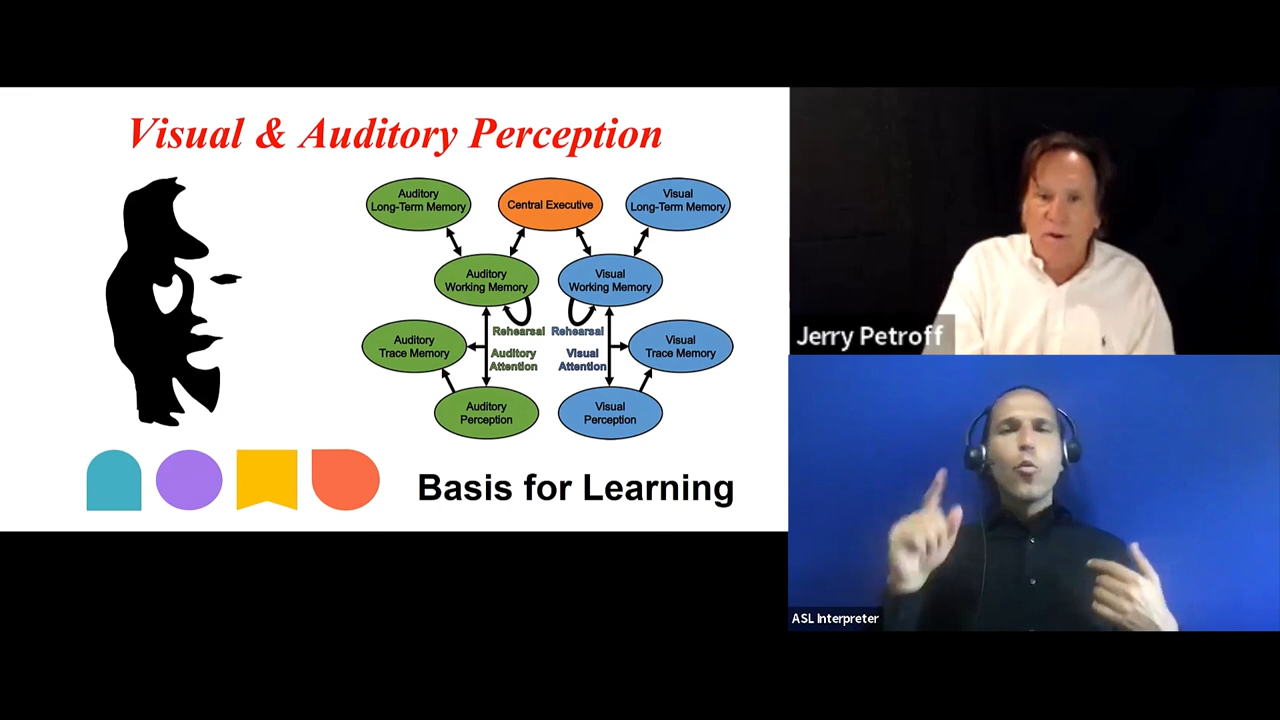 Visual & Auditory Perception
Auditory
Long-Term Memory
Central Executive
Visual
Long-Term Memory
Auditory
Working Memory
Visual
Working Memory
Rehearsal
Rehearsal
Auditory
Trace Memory
Auditory
Attention
Visual
Attention
Visual
Trace Memory
Auditory
Perception
Visual
Perception
Basis for Learning
Jerry Petroff
ASL Interpreter